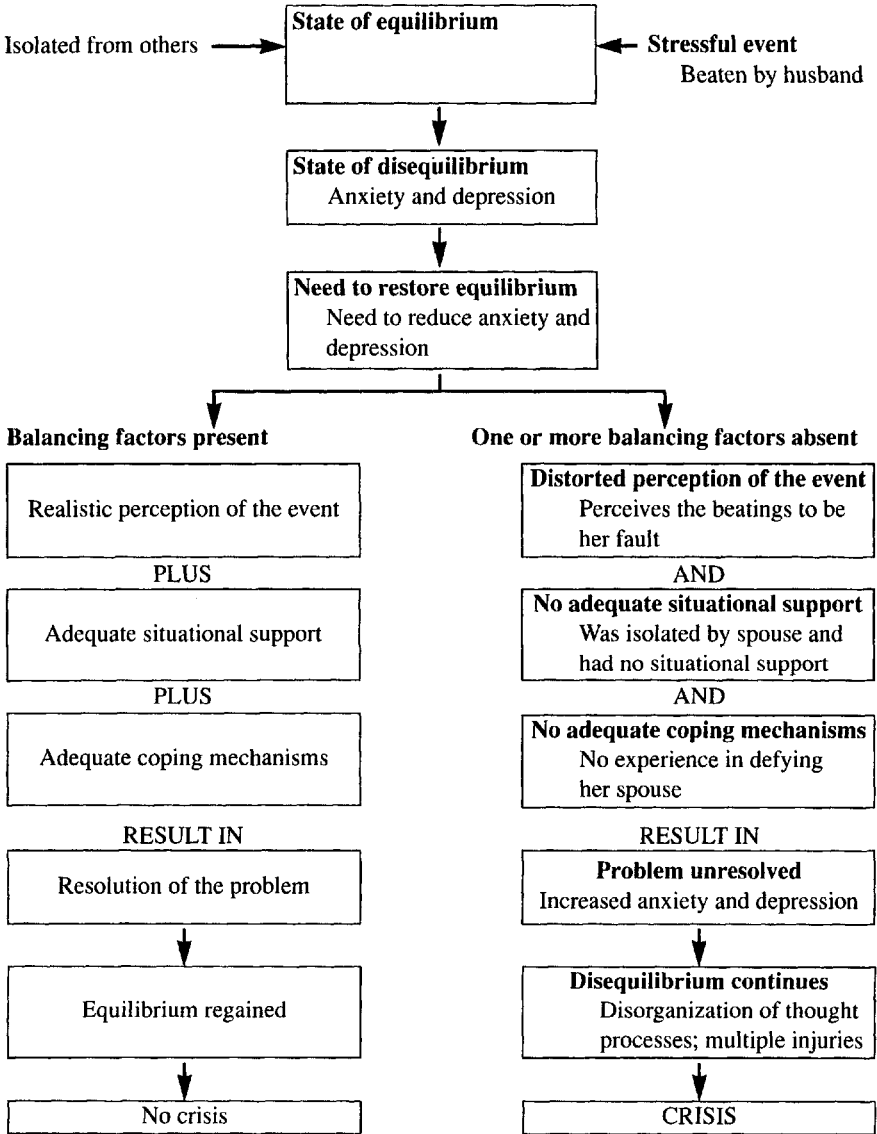 State of equilibrium
Isolated from others
Stressful event
Beaten by husband
State of disequilibrium
Anxiety and depression
Need to restore equilibrium
Need to reduce anxiety and
depression
Balancing factors present
Realistic perception of the event
PLUS
Adequate situational support
PLUS
Adequate coping mechanisms
RESULT IN
Resolution of the problem
Equilibrium regained
No crisis
One or more balancing factors absent
Distorted perception of the event
Perceives the beatings to be
her fault
AND
No adequate situational support
Was isolated by spouse and
had no situational support
AND
No adequate coping mechanisms
No experience in defying
her spouse
RESULT IN
Problem unresolved
Increased anxiety and depression
Disequilibrium continues
Disorganization of thought
processes; multiple injuries
CRISIS